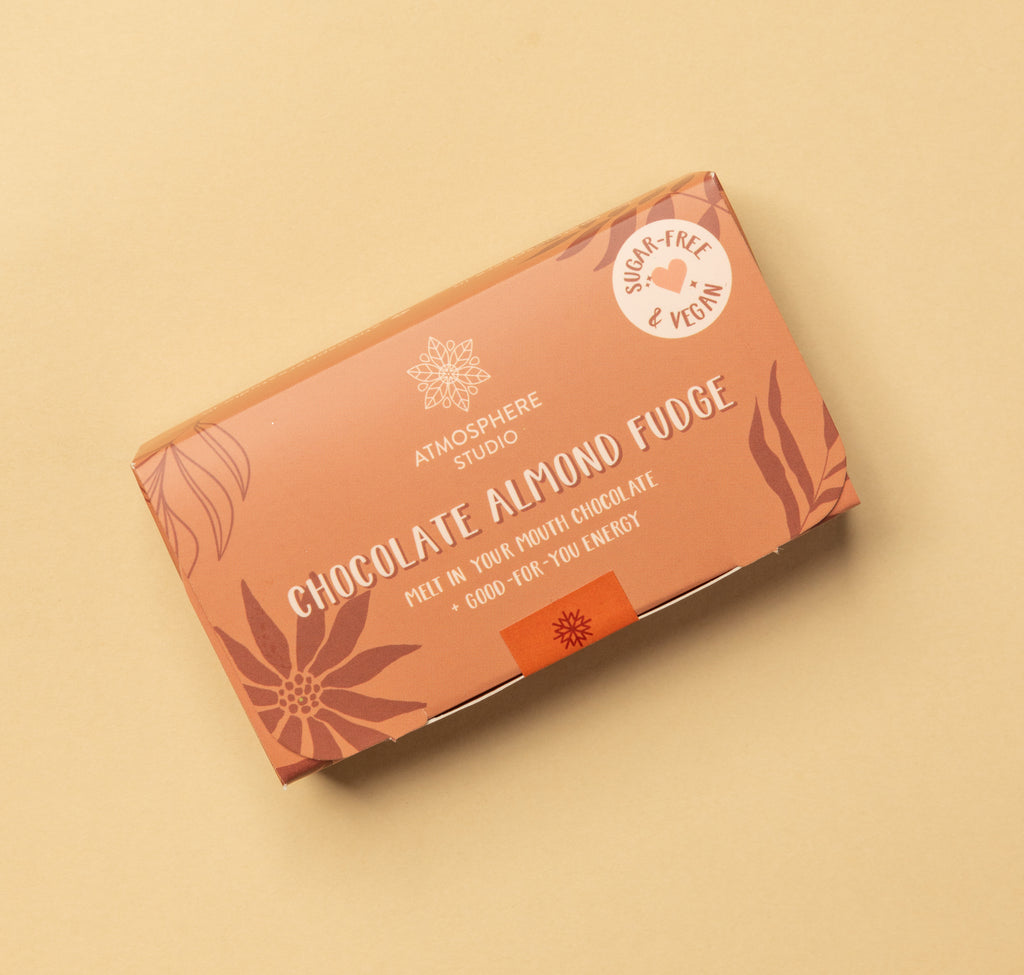 SUGAR-FREE
& VEGAN
ATMOSPHERE
STUDIO
CHOCOLATE ALMOND FUDGE
MELT IN YOUR MOUTH CHOCOLATE
+ GOOD-FOR-YOU ENERGY